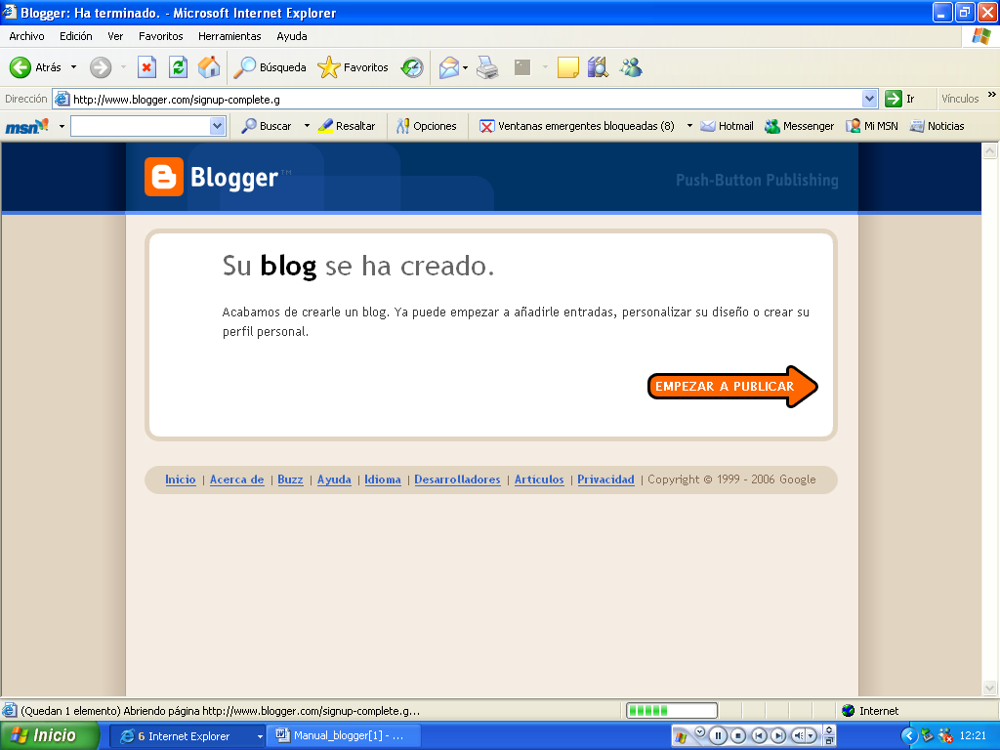 Blogger: Ha terminado. - Microsoft Internet Explorer
Archivo Edición Ver Favoritos Herramientas Ayuda
Atrás Búsqueda Favoritos
Dirección http://www.blogger.com/signup-complete.g Ir Vínculos »
msn Buscar Resaltar Opciones Ventanas emergentes bloqueadas (8) Hotmail Messenger Mi MSN Noticias
Blogger™ Push-Button Publishing
Su blog se ha creado.
Acabamos de crearle un blog. Ya puede empezar a añadirle entradas, personalizar su diseño o crear su
perfil personal.
EMPEZAR A PUBLICAR
Inicio | Acerca de | Buzz | Ayuda | Idioma | Desarrolladores | Artículos | Privacidad | Copyright © 1999 - 2006 Google
(Quedan 1 elemento) Abriendo página http://www.blogger.com/signup-complete.g... Internet
Inicio 6 Internet Explorer Manual_blogger[1] - ... 12:21